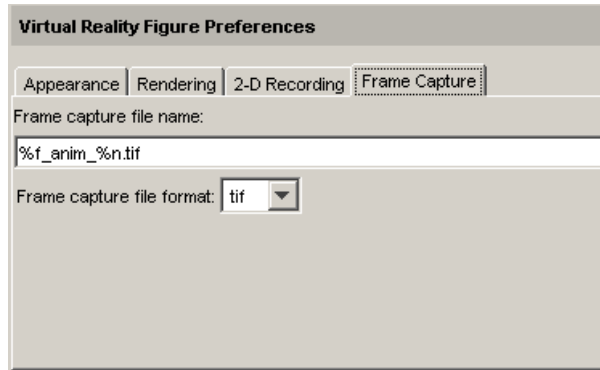 Virtual Reality Figure Preferences
Appearance Rendering 2-D Recording Frame Capture
Frame capture file name:
%f_anim_%n.tif
Frame capture file format: tif